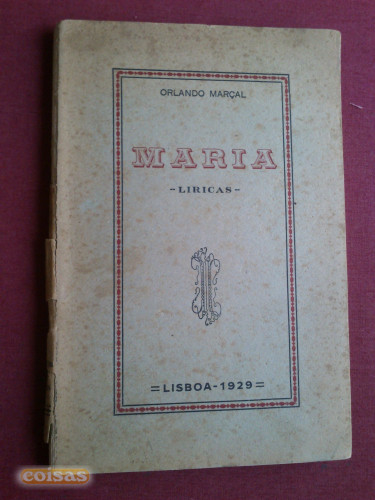 ORLANDO MARÇAL
MARIA
-LIRICAS-
=LISBOA-1929=
coisas